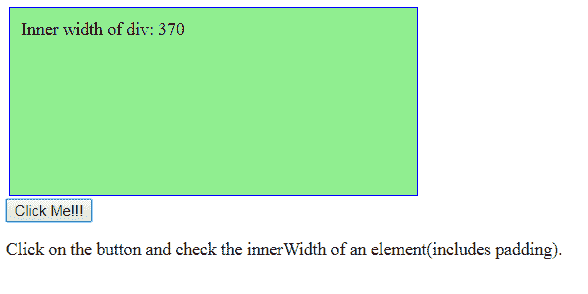 Inner width of div: 370
Click Me!!!
Click on the button and check the innerWidth of an element(includes padding).